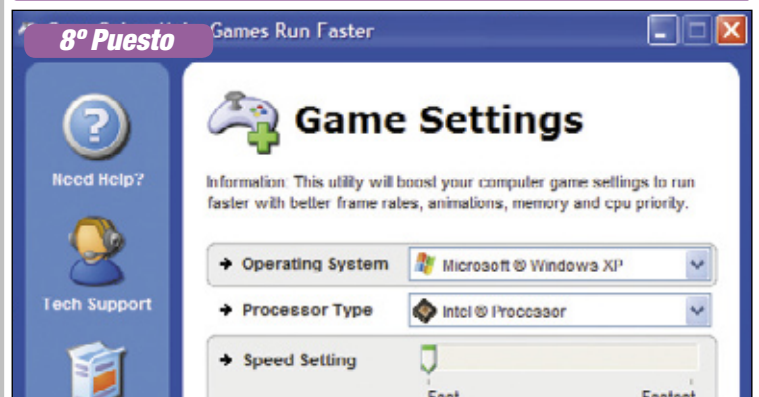 8º Puesto
Games Run Faster
Game Settings
Need Help?
Information: This utility will boost your computer game settings to run
faster with better frame rates, animations, memory and cpu priority.
Operating System
Microsoft ® Windows XP
Tech Support
Processor Type
Intel ® Processor
Speed Setting
Fast
Fastest